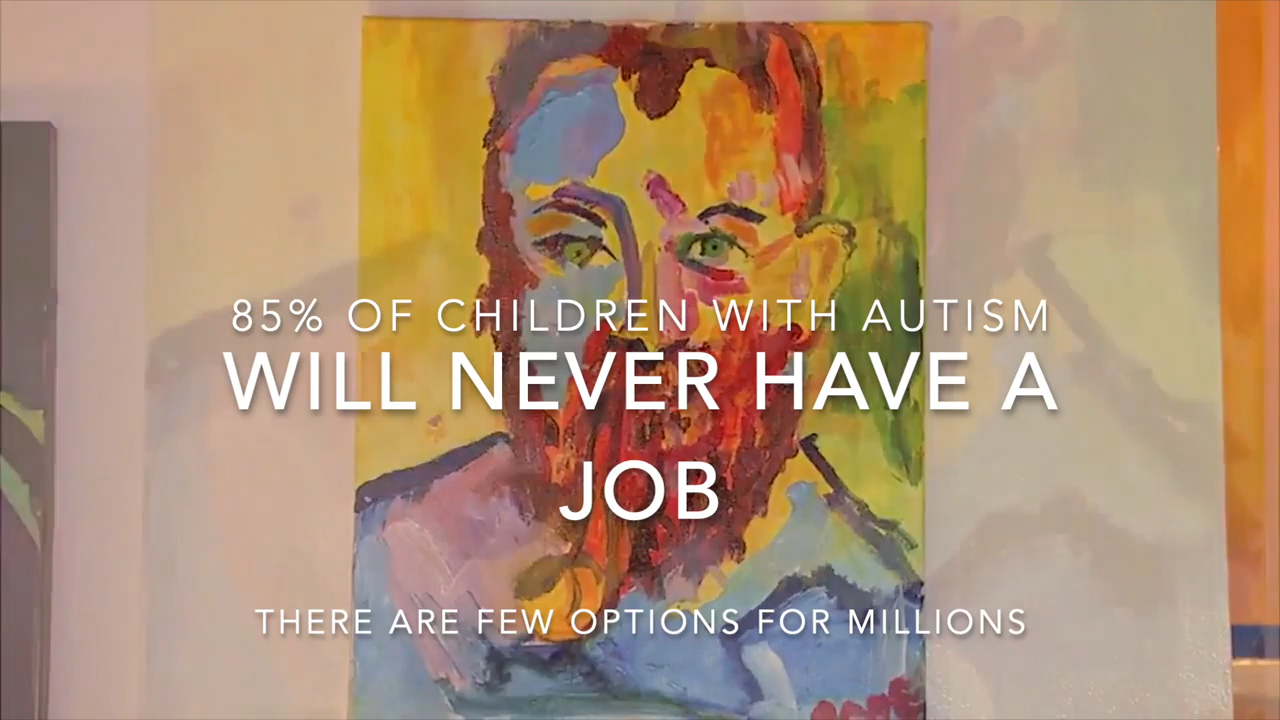 85% OF CHILDREN WITH AUTISM
WILL NEVER HAVE A
JOB
THERE ARE FEW OPTIONS FOR MILLIONS